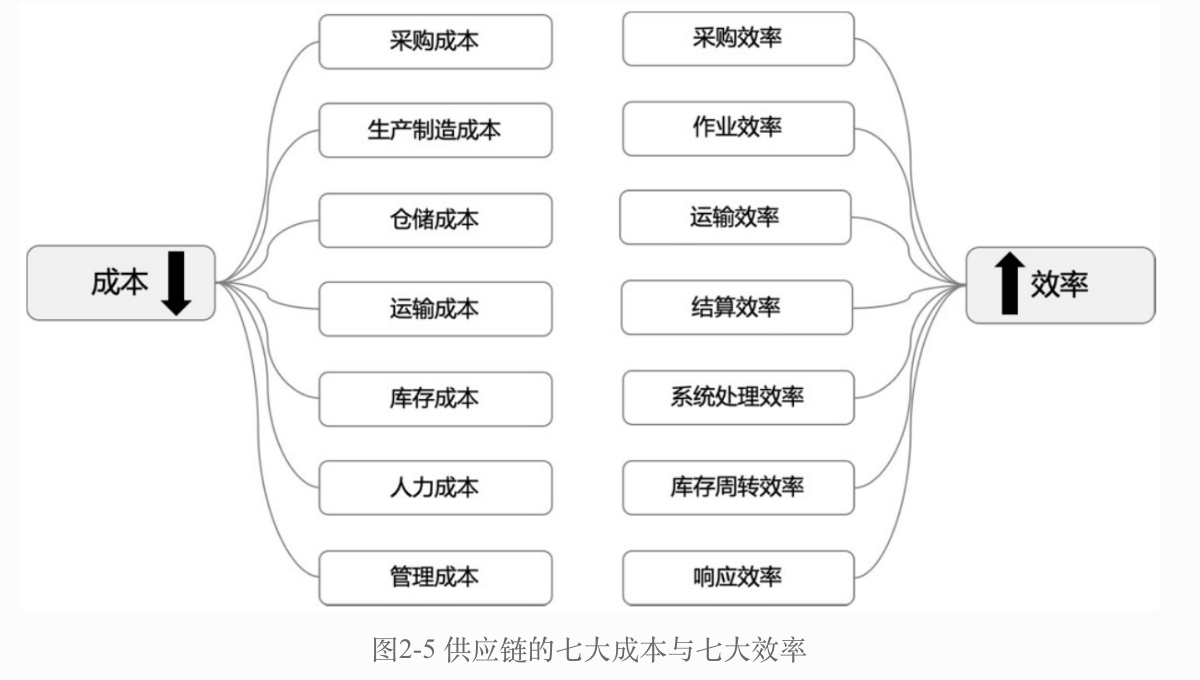 成本
采购成本
生产制造成本
仓储成本
运输成本
库存成本
人力成本
管理成本
采购效率
作业效率
运输效率
结算效率
系统处理效率
库存周转效率
响应效率
效率
图2-5 供应链的七大成本与七大效率